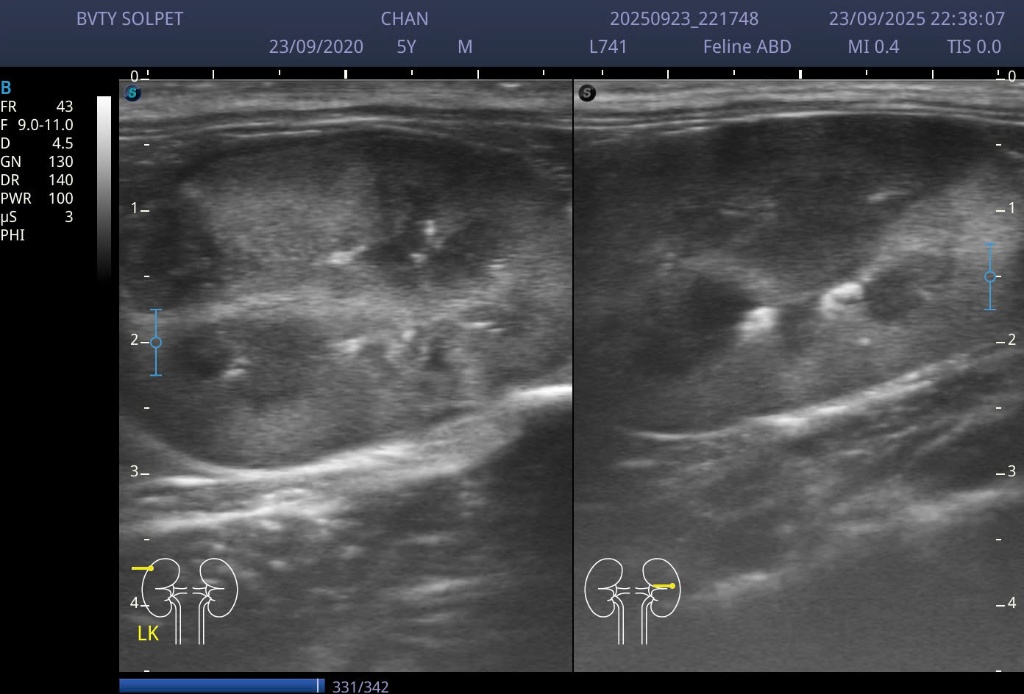 BVTY SOLPET CHAN 20250923_221748 23/09/2025 22:38:07
23/09/2020 5Y M L741 Feline ABD MI 0.4 TIS 0.0
B
FR 43
F 9.0-11.0
D 4.5
GN 130
DR 140
PWR 100
µS 3
PHI
S
S
0
1
2
3
4
0
1
2
3
4
LK
331/342